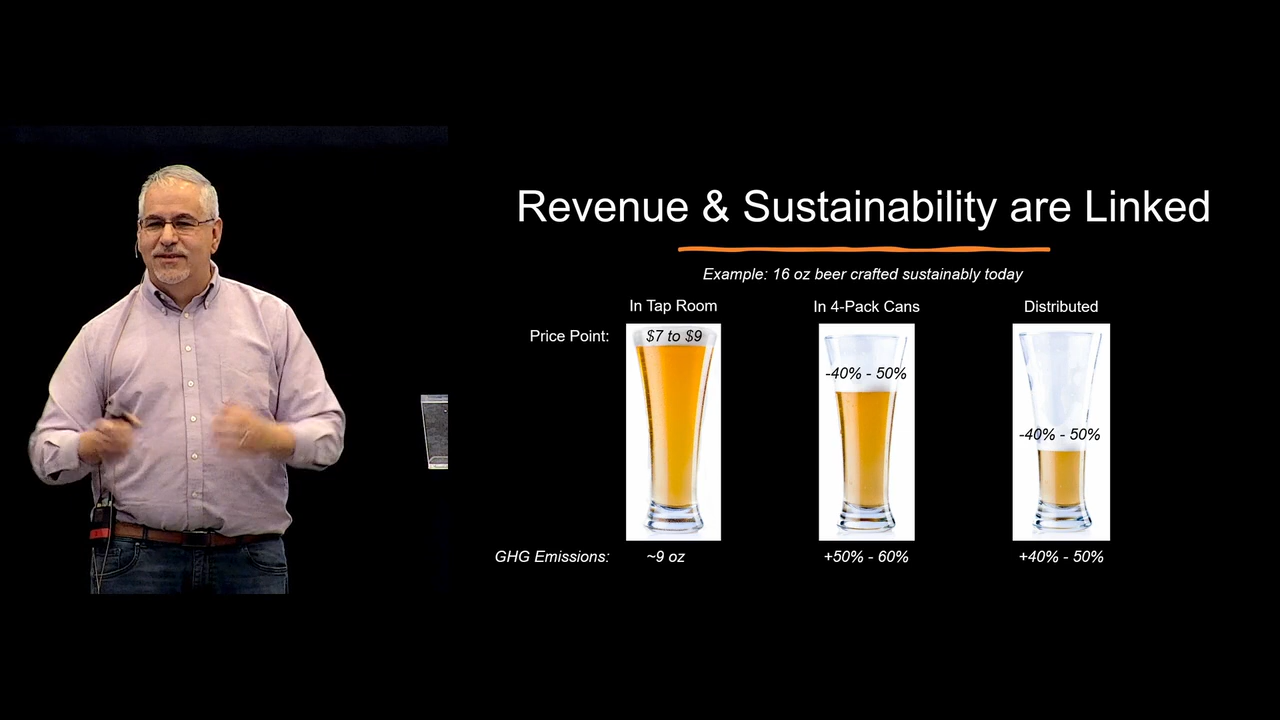 Revenue & Sustainability are Linked
Example: 16 oz beer crafted sustainably today
In Tap Room
In 4-Pack Cans
Distributed
Price Point:
$7 to $9
-40% - 50%
-40% - 50%
GHG Emissions:
~9 oz
+50% - 60%
+40% - 50%